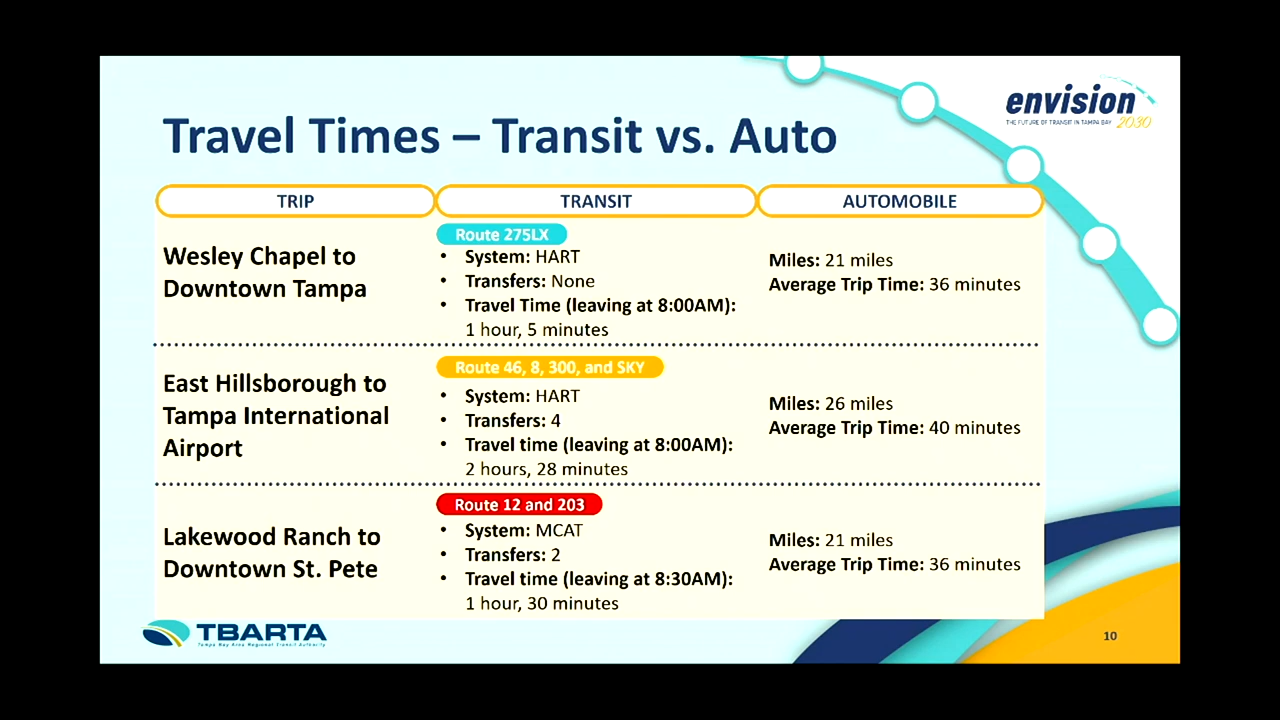 envision
THE FUTURE OF TRANSIT IN TAMPA BAY 2030
Travel Times – Transit vs. Auto
TRIP
TRANSIT
AUTOMOBILE
Wesley Chapel to
Downtown Tampa
Route 275LX
• System: HART
• Transfers: None
• Travel Time (leaving at 8:00AM):
1 hour, 5 minutes
Miles: 21 miles
Average Trip Time: 36 minutes
East Hillsborough to
Tampa International
Airport
Route 46, 8, 300, and SKY
• System: HART
• Transfers: 4
• Travel time (leaving at 8:00AM):
2 hours, 28 minutes
Miles: 26 miles
Average Trip Time: 40 minutes
Lakewood Ranch to
Downtown St. Pete
Route 12 and 203
• System: MCAT
• Transfers: 2
• Travel time (leaving at 8:30AM):
1 hour, 30 minutes
Miles: 21 miles
Average Trip Time: 36 minutes
TBARTA
Tampa Bay Area Regional Transit Authority
10